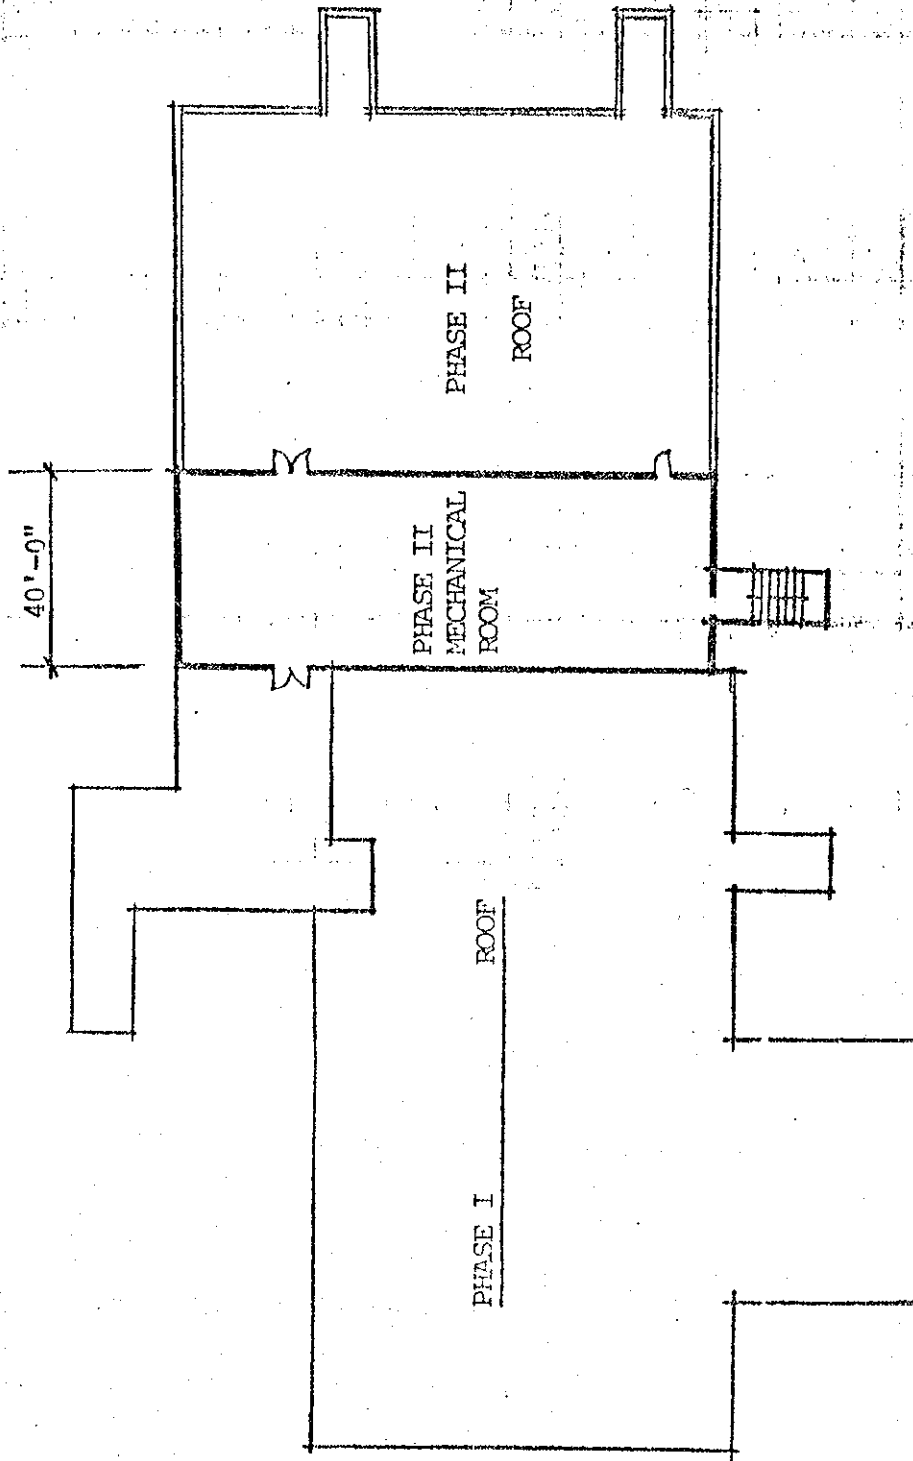 40'-0"
PHASE I ROOF
PHASE II
MECHANICAL
ROOM
PHASE II
ROOF